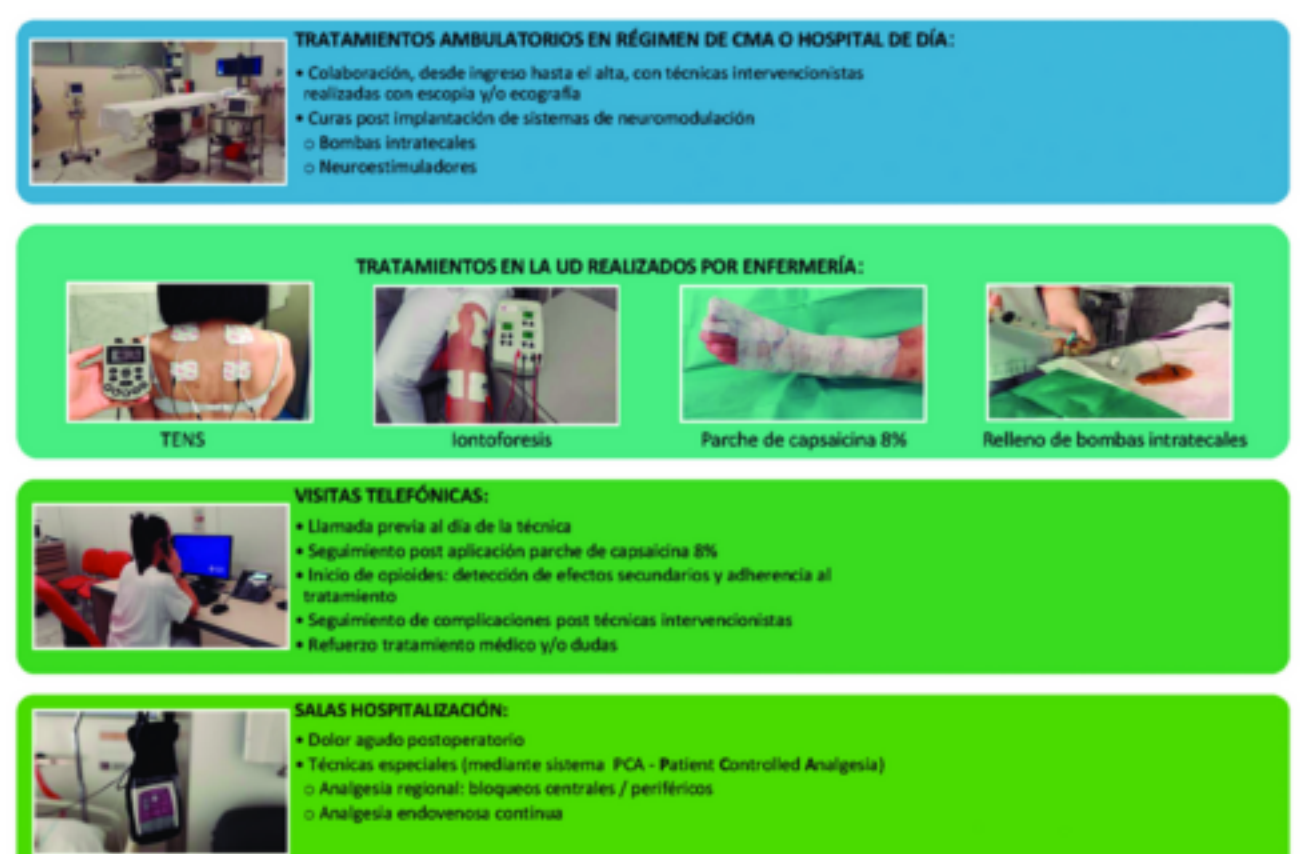 TRATAMIENTOS AMBULATORIOS EN RÉGIMEN DE CMA O HOSPITAL DE DÍA:
• Colaboración, desde ingreso hasta el alta, con técnicas intervencionistas
realizadas con escopia y/o ecografía
• Curas post implantación de sistemas de neuromodulación
o Bombas intratecales
o Neuroestimuladores
TRATAMIENTOS EN LA UD REALIZADOS POR ENFERMERÍA:
TENS
Iontoforesis
Parche de capsaicina 8%
Relleno de bombas intratecales
VISITAS TELEFÓNICAS:
• Llamada previa al día de la técnica
• Seguimiento post aplicación parche de capsaicina 8%
• Inicio de opioides: detección de efectos secundarios y adherencia al
tratamiento
• Seguimiento de complicaciones post técnicas intervencionistas
• Refuerzo tratamiento médico y/o dudas
SALAS HOSPITALIZACIÓN:
• Dolor agudo postoperatorio
• Técnicas especiales (mediante sistema PCA - Patient Controlled Analgesia)
o Analgesia regional: bloqueos centrales / periféricos
o Analgesia endovenosa continua